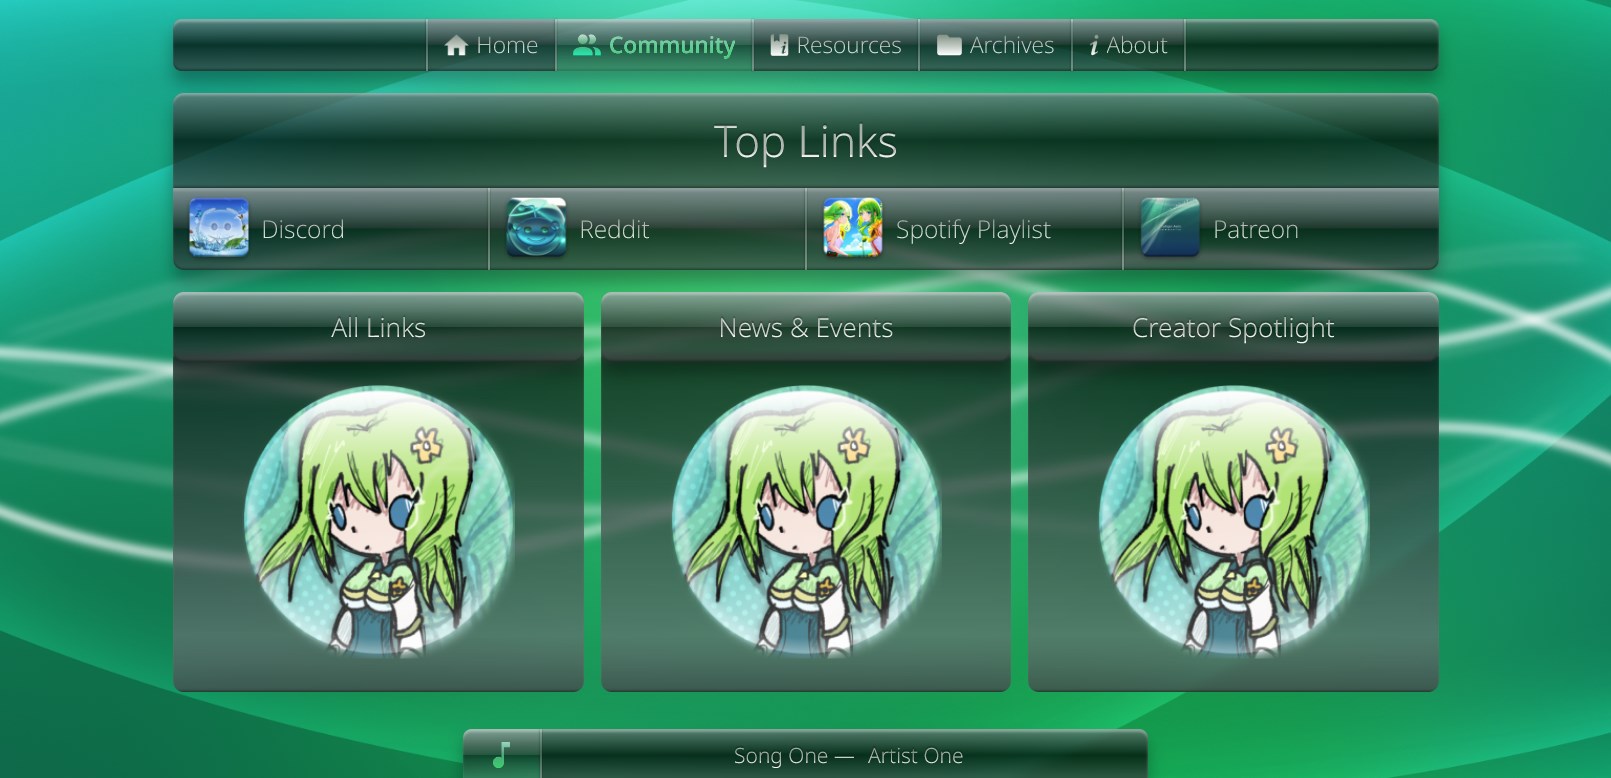 Home Community Resources Archives About
Top Links
Discord Reddit Spotify Playlist Patreon
All Links News & Events Creator Spotlight
Song One — Artist One